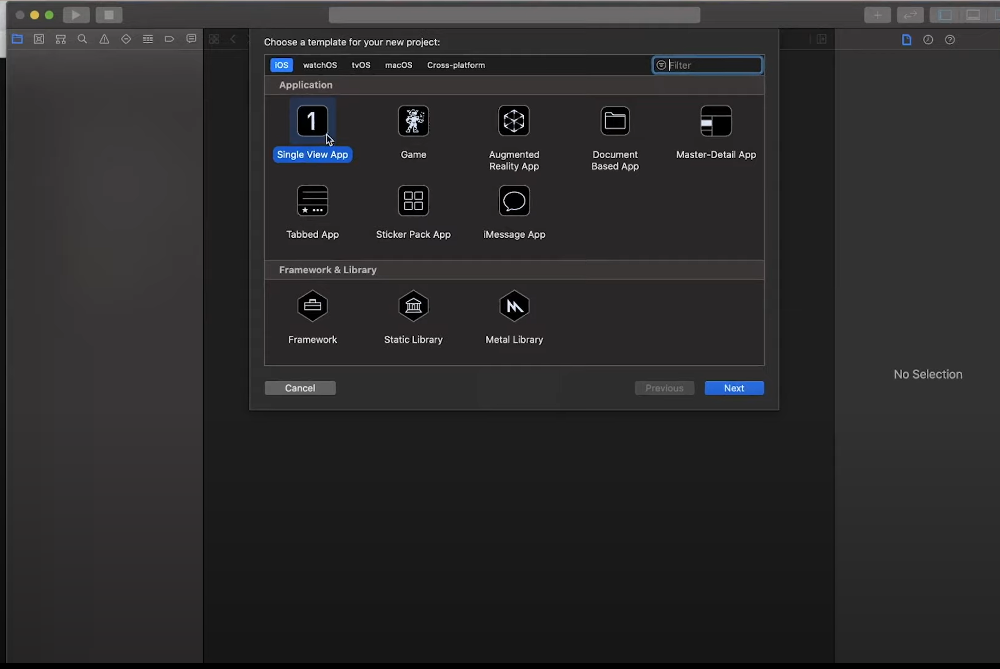 Choose a template for your new project:
iOS watchOS tvOS macOS Cross-platform Filter
Application
1
Single View App Game Augmented Reality App Document Based App Master-Detail App
Tabbed App Sticker Pack App iMessage App
Framework & Library
Framework Static Library Metal Library
No Selection
Cancel Previous Next